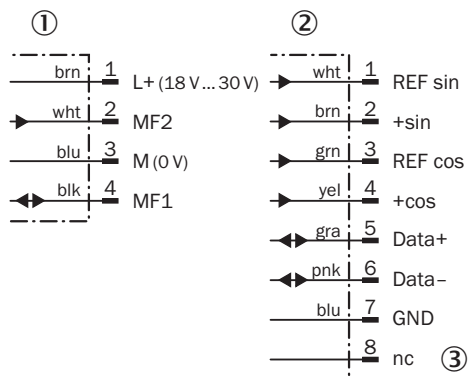 ① ②
brn 1 L+ (18 V... 30 V)
wht 2 MF2
blu 3 M (0 V)
blk 4 MF1
wht 1 REF sin
brn 2 +sin
grn 3 REF cos
yel 4 +cos
gra 5 Data+
pnk 6 Data–
blu 7 GND
8 nc ③